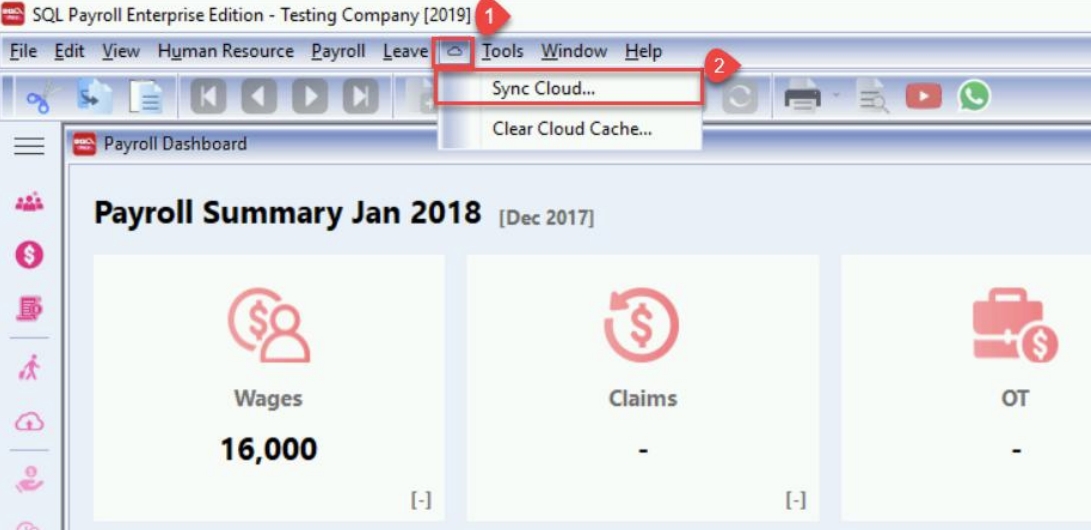 SQL Payroll Enterprise Edition - Testing Company [2019]
1
File Edit View Human Resource Payroll Leave Tools Window Help
2
Sync Cloud...
Clear Cloud Cache...
Payroll Dashboard
Payroll Summary Jan 2018 [Dec 2017]
Wages Claims OT
16,000 - -
[-] [-]